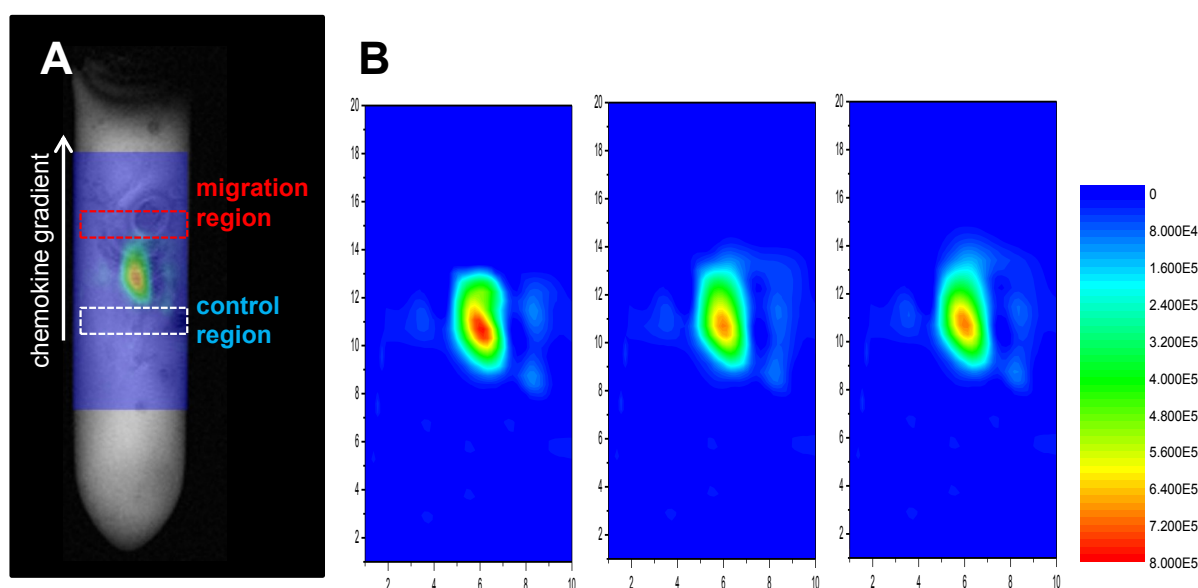 A
B
chemokine gradient
migration
region
control
region
20
18
16
14
12
10
8
6
4
2
2
4
6
8
10
20
18
16
14
12
10
8
6
4
2
2
4
6
8
10
20
18
16
14
12
10
8
6
4
2
2
4
6
8
10
0
8.000E4
1.600E5
2.400E5
3.200E5
4.000E5
4.800E5
5.600E5
6.400E5
7.200E5
8.000E5